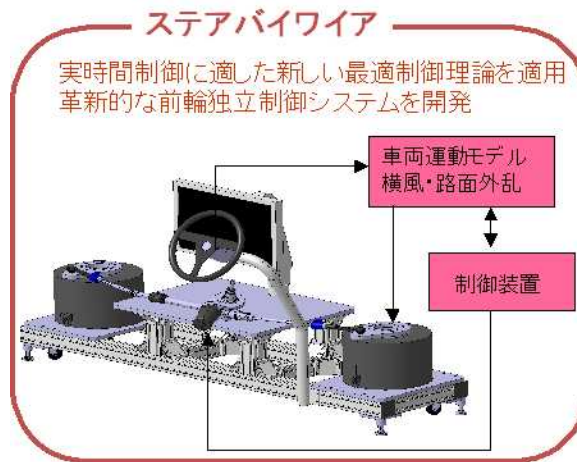 ステアバイワイア
実時間制御に適した新しい最適制御理論を適用
革新的な前輪独立制御システムを開発
車両運動モデル
横風・路面外乱
制御装置